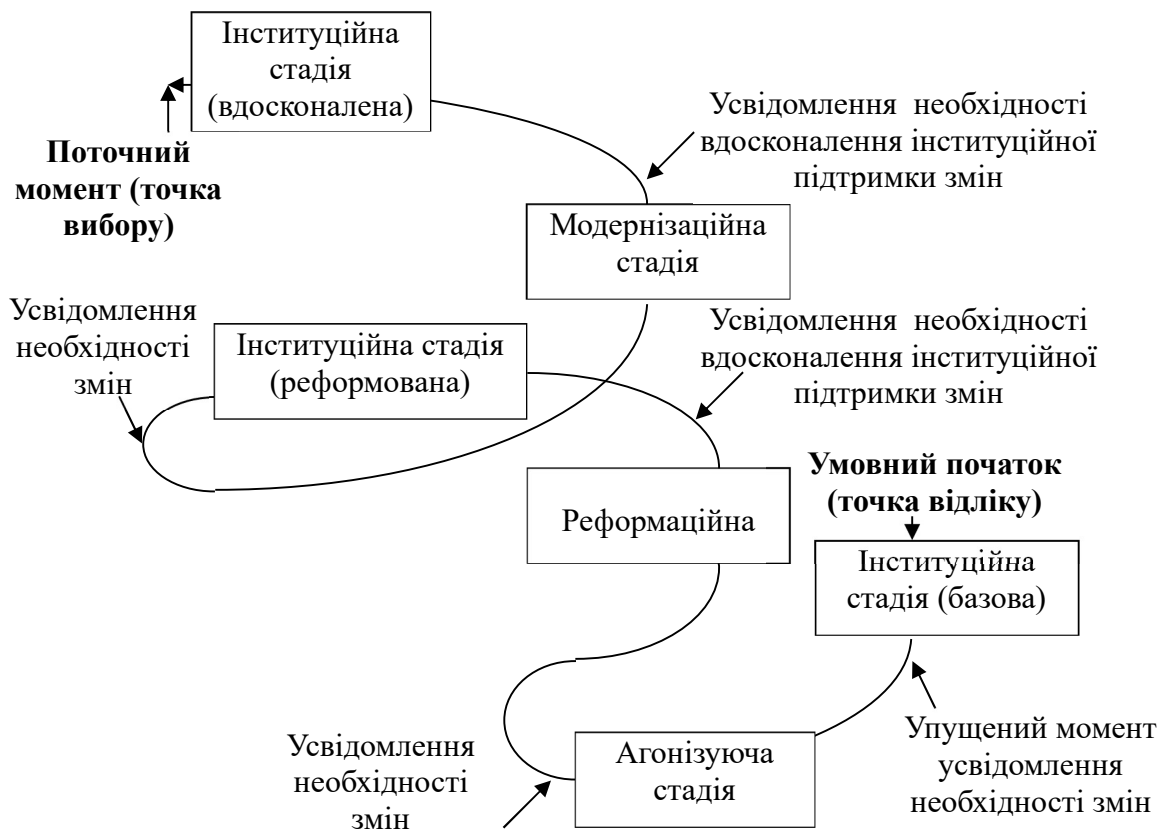 Інституційна
стадія
(вдосконалена)
Усвідомлення необхідності
вдосконалення інституційної
підтримки змін
Поточний
момент (точка
вибору)
Модернізаційна
стадія
Усвідомлення
необхідності
змін
Інституційна стадія
(реформована)
Усвідомлення необхідності
вдосконалення інституційної
підтримки змін
Умовний початок
(точка відліку)
Реформаційна
Інституційна
стадія (базова)
Усвідомлення
необхідності
змін
Агонізуюча
стадія
Упущений момент
усвідомлення
необхідності змін